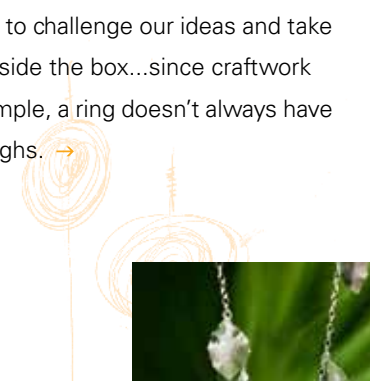 to challenge our ideas and take
side the box...since craftwork
mple, a ring doesn't always have
ghs. →